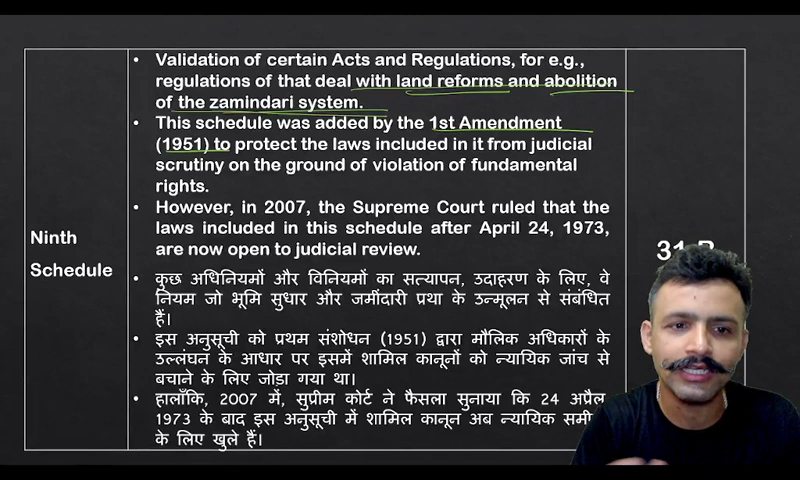 • Validation of certain Acts and Regulations, for e.g.,
regulations of that deal with land reforms and abolition
of the zamindari system.
• This schedule was added by the 1st Amendment
(1951) to protect the laws included in it from judicial
scrutiny on the ground of violation of fundamental
rights.
• However, in 2007, the Supreme Court ruled that the
laws included in this schedule after April 24, 1973,
are now open to judicial review.
Ninth
Schedule
• कुछ अधिनियमों और विनियमों का सत्यापन, उदाहरण के लिए, वे
नियम जो भूमि सुधार और जमींदारी प्रथा के उन्मूलन से संबंधित
हैं।
• इस अनुसूची को प्रथम संशोधन (1951) द्वारा मौलिक अधिकारों के
उल्लंघन के आधार पर इसमें शामिल कानूनों को न्यायिक जांच से
बचाने के लिए जोड़ा गया था।
• हालाँकि, 2007 में, सुप्रीम कोर्ट ने फैसला सुनाया कि 24 अप्रैल,
1973 के बाद इस अनुसूची में शामिल कानून अब न्यायिक
के लिए खुले हैं।